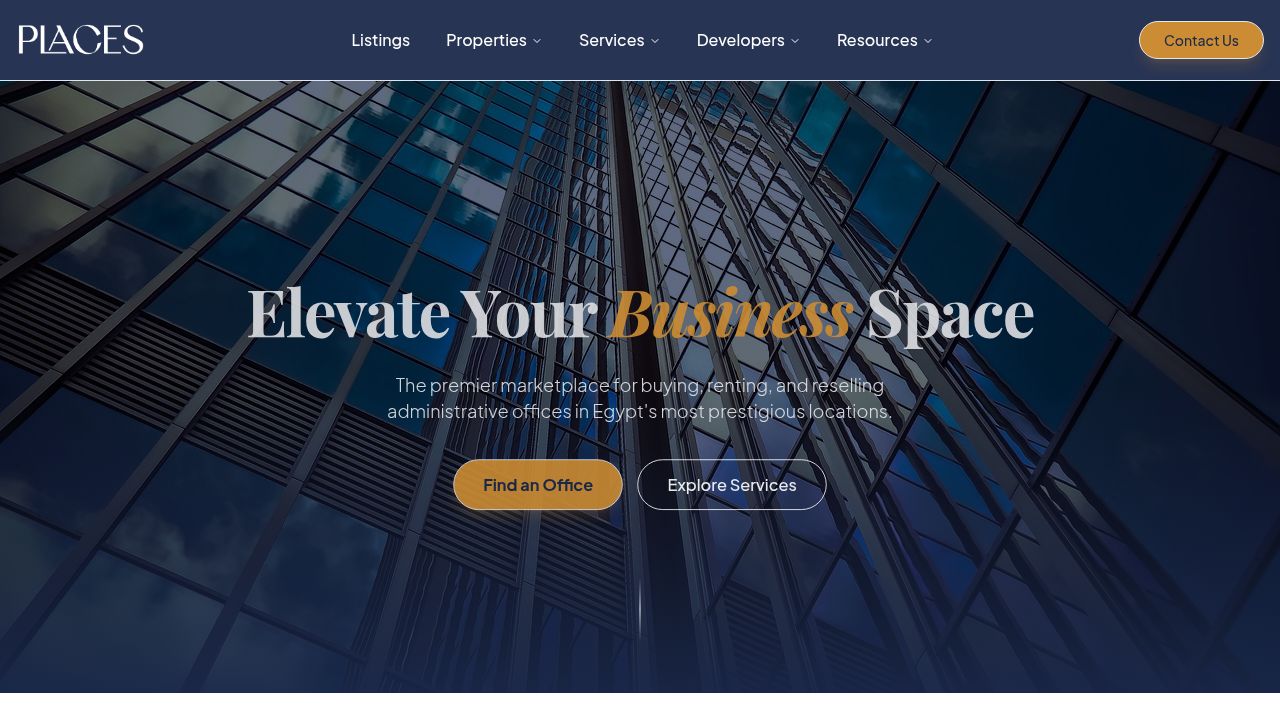 PLACES
Listings
Properties
Services
Developers
Resources
Contact Us
Elevate Your Business Space
The premier marketplace for buying, renting, and reselling
administrative offices in Egypt's most prestigious locations.
Find an Office
Explore Services